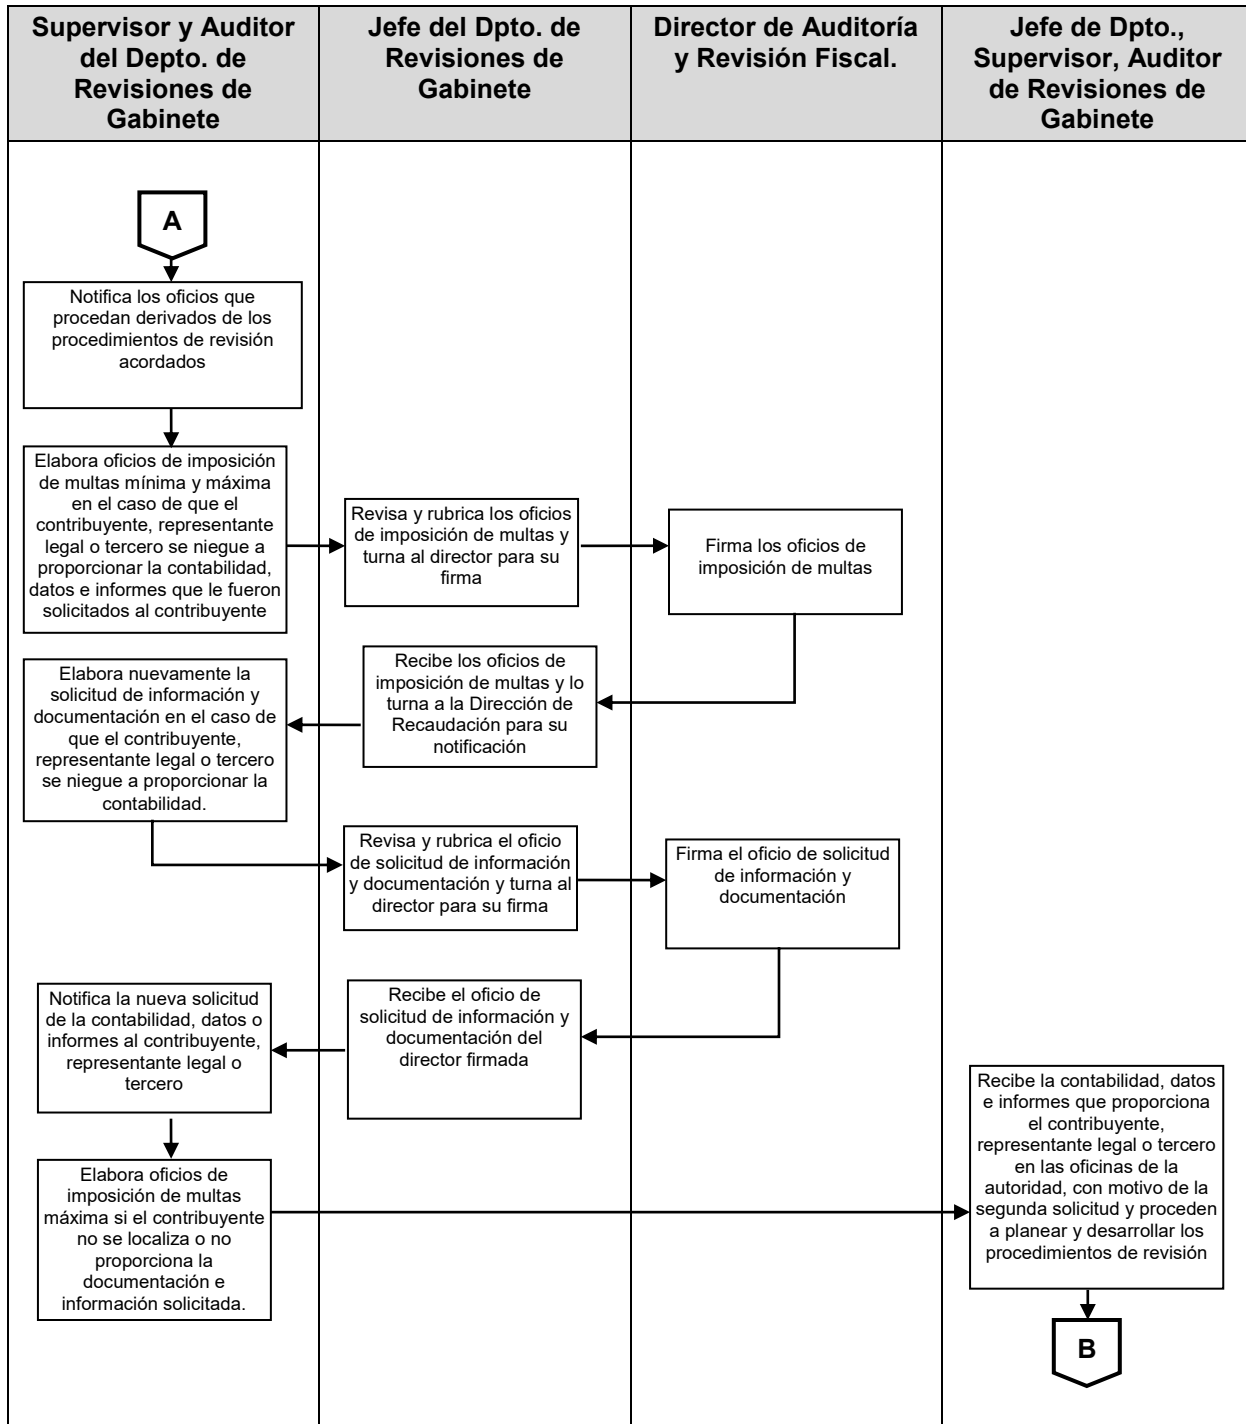 Supervisor y Auditor
del Depto. de
Revisiones de
Gabinete
Jefe del Dpto. de
Revisiones de
Gabinete
Director de Auditoría
y Revisión Fiscal.
Jefe de Dpto.,
Supervisor, Auditor
de Revisiones de
Gabinete
A
Notifica los oficios que
procedan derivados de los
procedimientos de revisión
acordados
Elabora oficios de imposición
de multas mínima y máxima
en el caso de que el
contribuyente, representante
legal o tercero se niegue a
proporcionar la contabilidad,
datos e informes que le fueron
solicitados al contribuyente
Revisa y rubrica los oficios
de imposición de multas y
turna al director para su
firma
Firma los oficios de
imposición de multas
Recibe los oficios de
imposición de multas y lo
turna a la Dirección de
Recaudación para su
notificación
Elabora nuevamente la
solicitud de información y
documentación en el caso de
que el contribuyente,
representante legal o tercero
se niegue a proporcionar la
contabilidad.
Revisa y rubrica el oficio
de solicitud de información
y documentación y turna al
director para su firma
Firma el oficio de solicitud
de información y
documentación
Recibe el oficio de
solicitud de información y
documentación del
director firmada
Notifica la nueva solicitud
de la contabilidad, datos o
informes al contribuyente,
representante legal o
tercero
Elabora oficios de
imposición de multas
máxima si el contribuyente
no se localiza o no
proporciona la
documentación e
información solicitada.
Recibe la contabilidad, datos
e informes que proporciona
el contribuyente,
representante legal o tercero
en las oficinas de la
autoridad, con motivo de la
segunda solicitud y proceden
a planear y desarrollar los
procedimientos de revisión
B